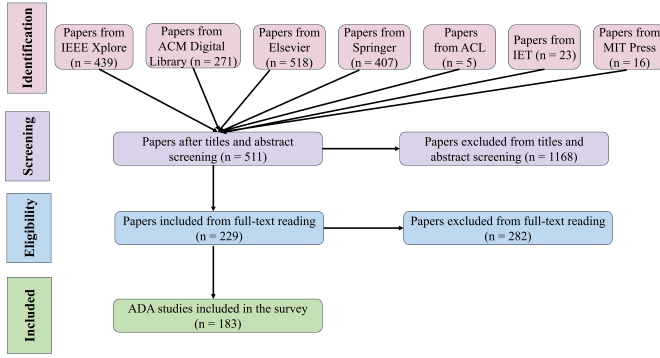 Identification
Papers from
IEEE Xplore
(n = 439)
Papers from
ACM Digital
Library (n = 271)
Papers from
Elsevier
(n = 518)
Papers from
Springer
(n = 407)
Papers
from ACL
(n = 5)
Papers from
IET (n = 23)
Papers from
MIT Press
(n = 16)
Screening
Papers after titles and abstract
screening (n = 511)
Papers excluded from titles and
abstract screening (n = 1168)
Eligibility
Papers included from full-text reading
(n = 229)
Papers excluded from full-text reading
(n = 282)
Included
ADA studies included in the survey
(n = 183)